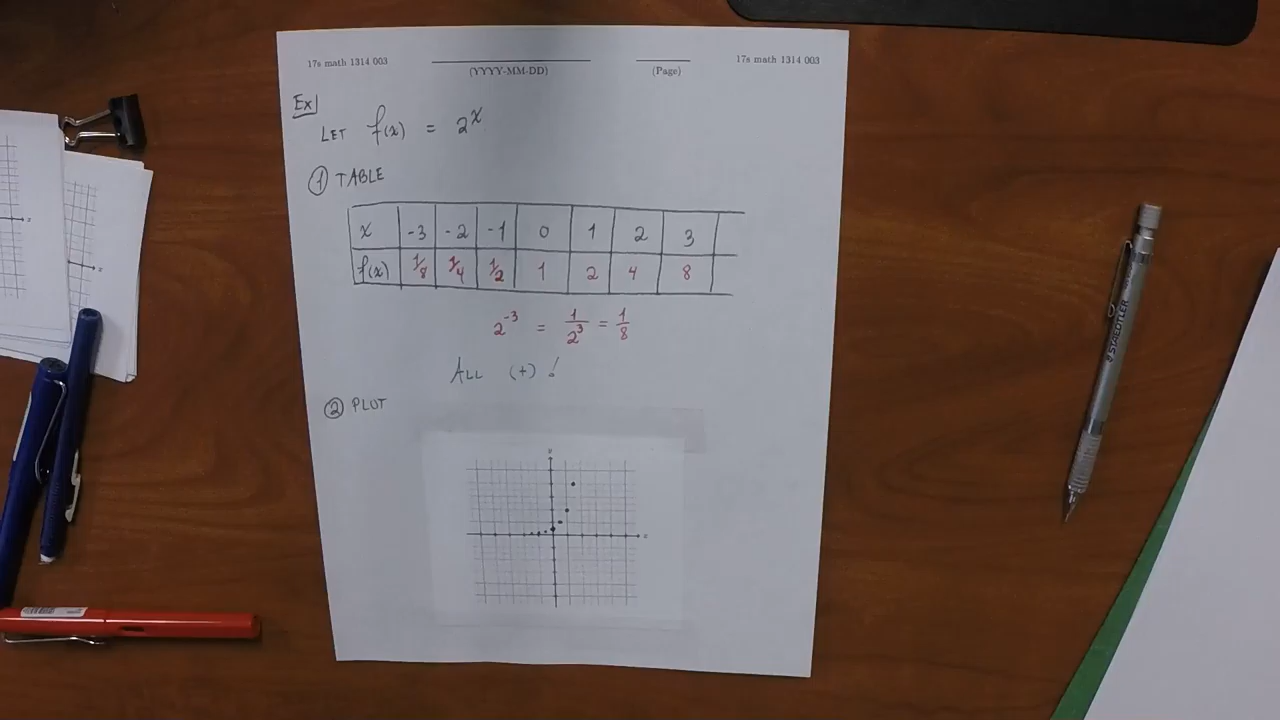 17s math 1314 003 (YYYY-MM-DD) (Page) 17s math 1314 003
Ex
LET f(x) = 2^x
① TABLE
x -3 -2 -1 0 1 2 3
f(x) 1/8 1/4 1/2 1 2 4 8
2^-3 = 1/2^3 = 1/8
ALL (+) !
② PLOT
y
x
STAEDTLER